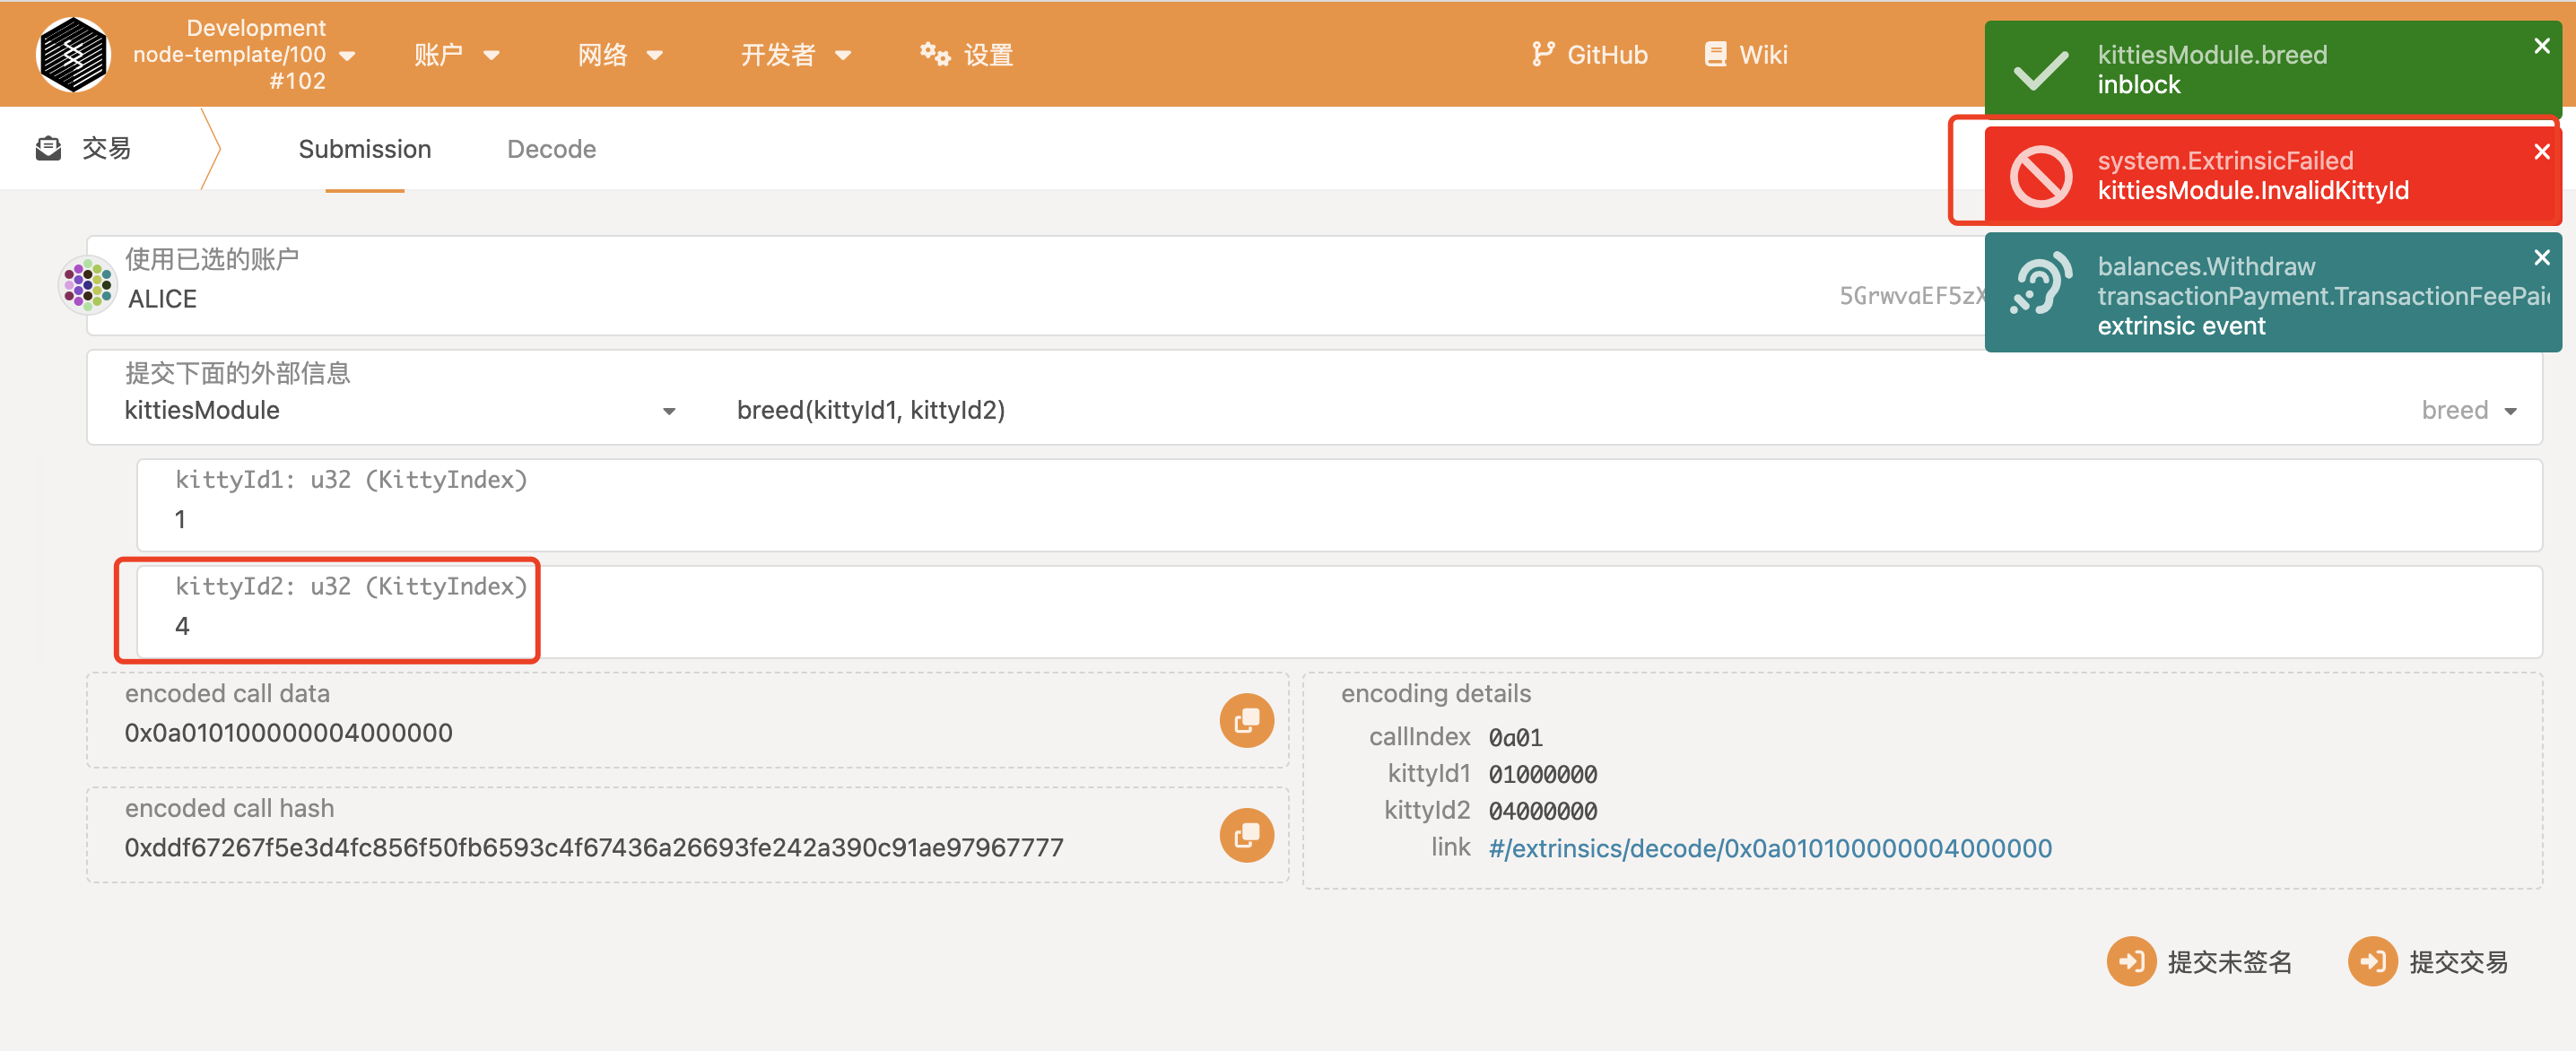 Development
node-template/100
#102
账户
网络
开发者
设置
GitHub
Wiki
kittiesModule.breed
inblock
system.ExtrinsicFailed
kittiesModule.InvalidKittyId
balances.Withdraw
transactionPayment.TransactionFeePai
extrinsic event
交易
Submission
Decode
使用已选的账户
ALICE
5GrwvaEF5zX
提交下面的外部信息
kittiesModule
breed(kittyId1, kittyId2)
breed
kittyId1: u32 (KittyIndex)
1
kittyId2: u32 (KittyIndex)
4
encoded call data
0x0a010100000004000000
encoded call hash
0xddf67267f5e3d4fc856f50fb6593c4f67436a26693fe242a390c91ae97967777
encoding details
callIndex 0a01
kittyId1 01000000
kittyId2 04000000
link #/extrinsics/decode/0x0a010100000004000000
提交未签名
提交交易